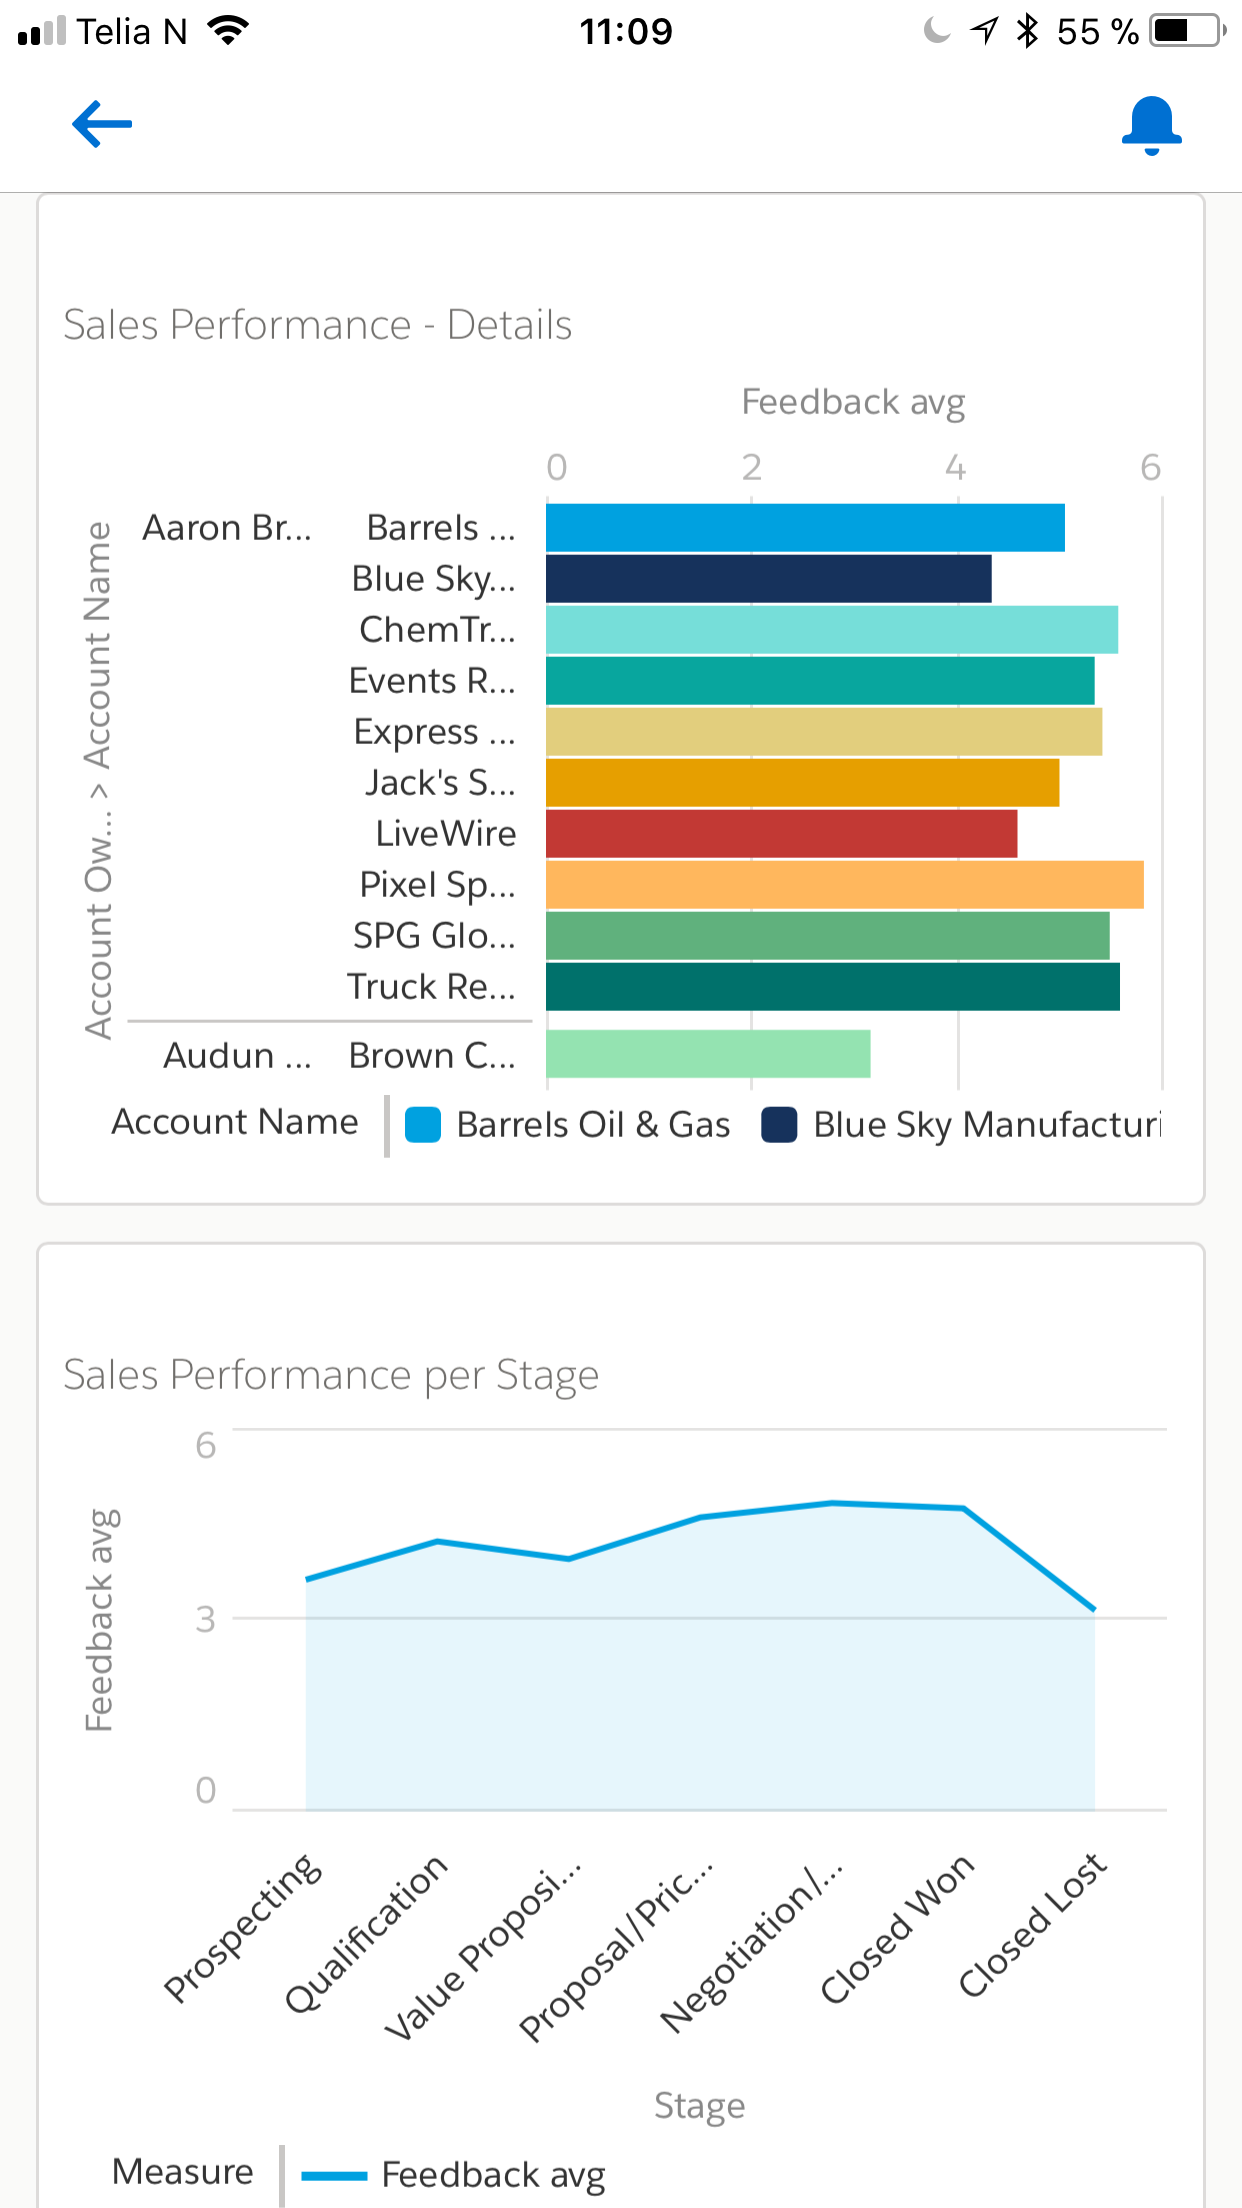 Telia N 11:09 55 %
Sales Performance - Details
Feedback avg
0 2 4 6
Account Ow... > Account Name
Aaron Br... Barrels ...
Blue Sky...
ChemTr...
Events R...
Express ...
Jack's S...
LiveWire
Pixel Sp...
SPG Glo...
Truck Re...
Audun ... Brown C...
Account Name Barrels Oil & Gas Blue Sky Manufacturi
Sales Performance per Stage
Feedback avg
6
3
0
Prospecting
Qualification
Value Proposi...
Proposal/Pric...
Negotiation/...
Closed Won
Closed Lost
Stage
Measure Feedback avg